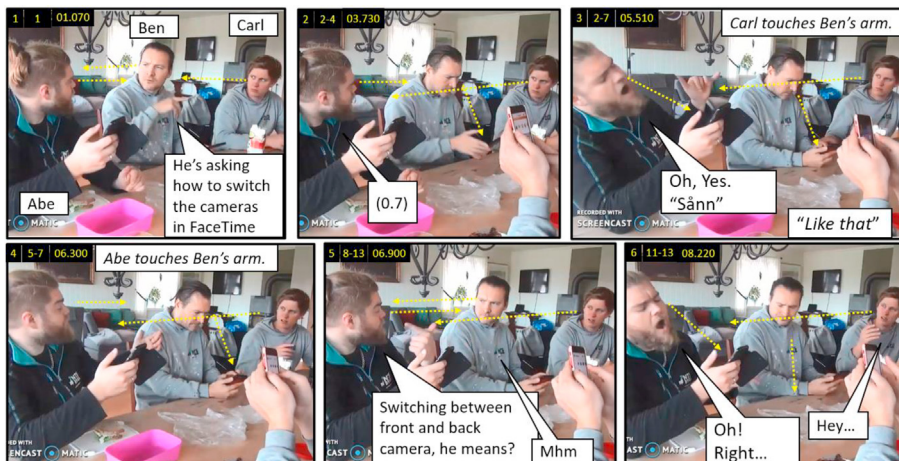 1 1 01.070
Ben
Carl
Abe
He's asking
how to switch
the cameras
in FaceTime
MATIC
2 2-4 03.730
(0.7)
MATIC
3 2-7 05.510
Carl touches Ben's arm.
Oh, Yes.
"Sånn"
"Like that"
RECORDED WITH
SCREENCAST MATIC
4 5-7 06.300
Abe touches Ben's arm.
SCREENCAST MATIC
5 8-13 06.900
Switching between
front and back
camera, he means?
Mhm
MATIC
6 11-13 08.220
Oh!
Right...
Hey...
MATIC